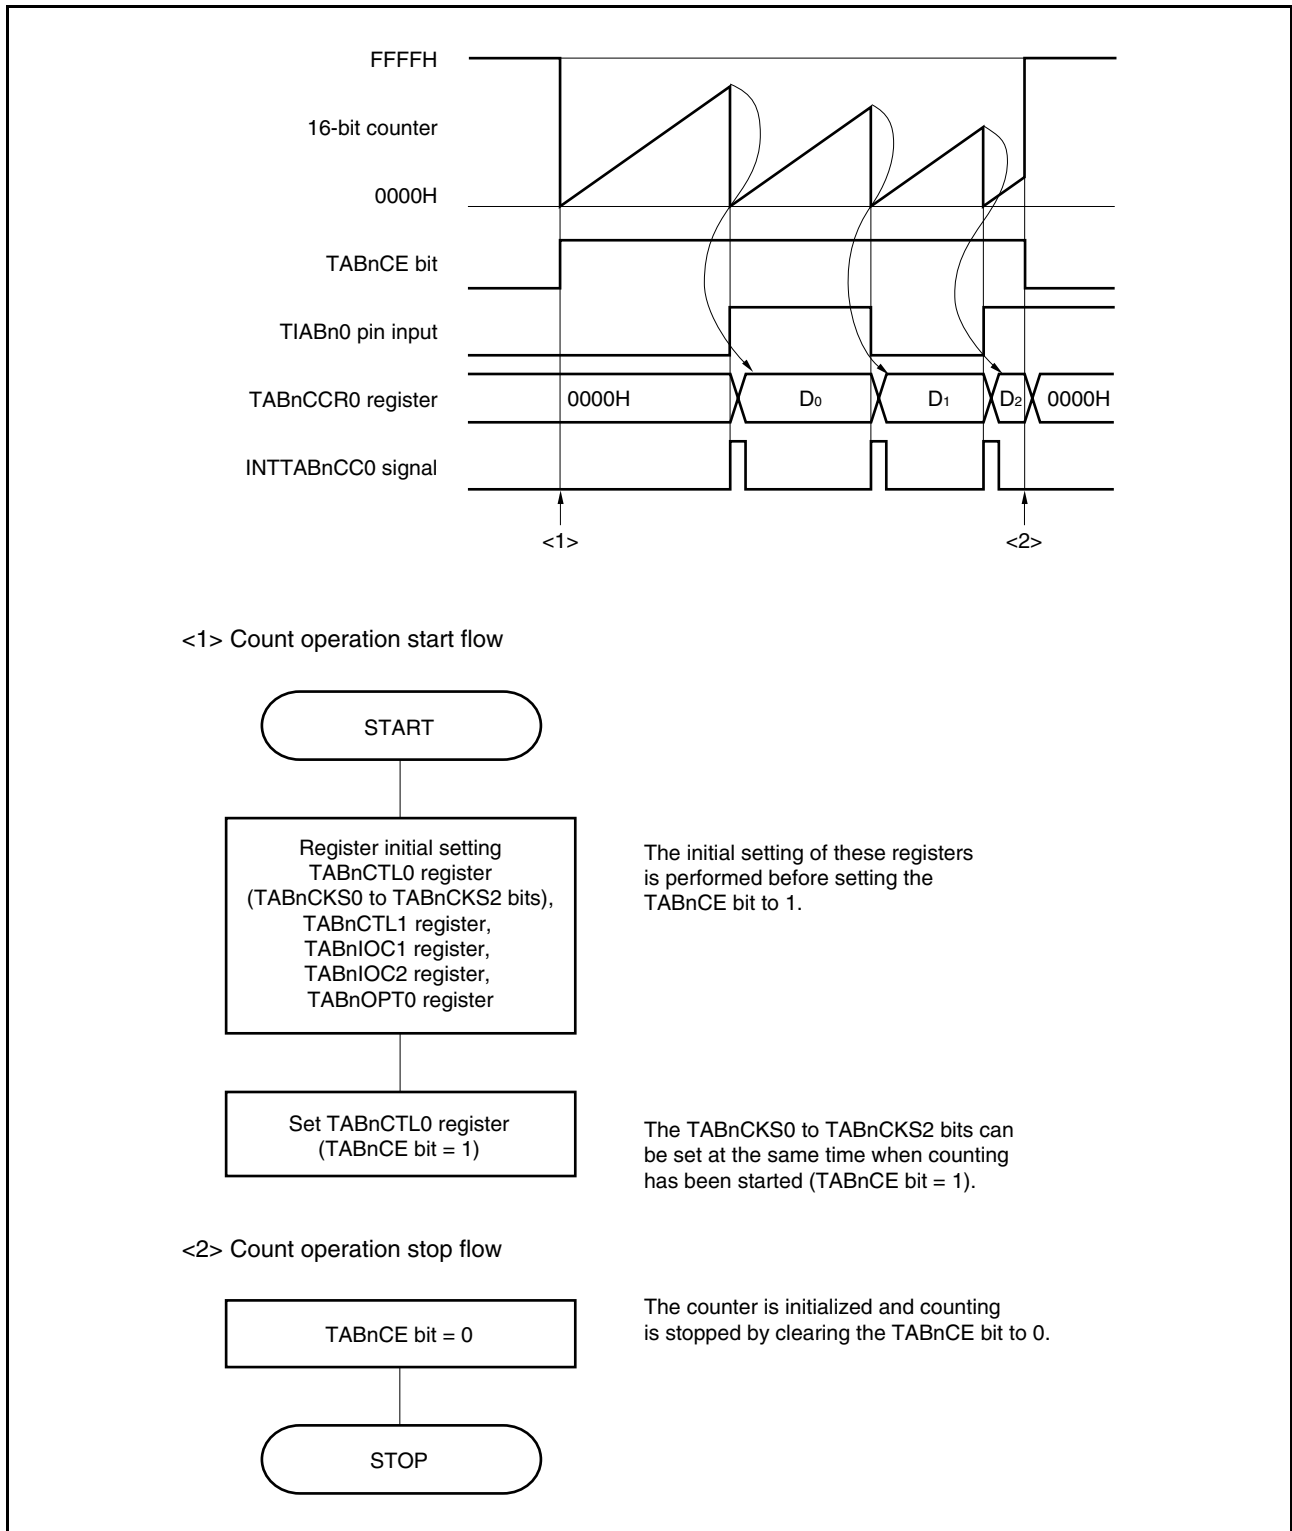 FFFFH
16-bit counter
0000H
TABnCE bit
TIABn0 pin input
TABnCCR0 register
0000H D0 D1 D2 0000H
INTTABnCC0 signal
<1> <2>
<1> Count operation start flow
START
Register initial setting
TABnCTL0 register
(TABnCKS0 to TABnCKS2 bits),
TABnCTL1 register,
TABnIOC1 register,
TABnIOC2 register,
TABnOPT0 register
The initial setting of these registers
is performed before setting the
TABnCE bit to 1.
Set TABnCTL0 register
(TABnCE bit = 1)
The TABnCKS0 to TABnCKS2 bits can
be set at the same time when counting
has been started (TABnCE bit = 1).
<2> Count operation stop flow
TABnCE bit = 0
The counter is initialized and counting
is stopped by clearing the TABnCE bit to 0.
STOP